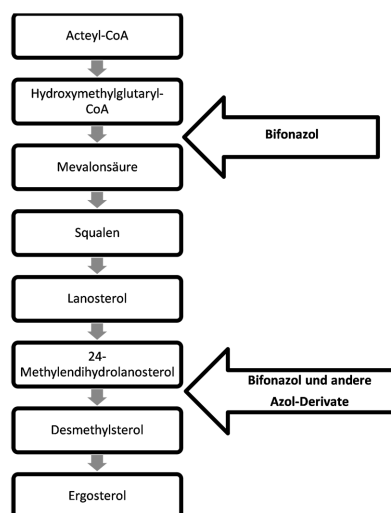 Acteyl-CoA
Hydroxymethylglutaryl-
CoA
Bifonazol
Mevalonsäure
Squalen
Lanosterol
24-
Methylendihydrolanosterol
Bifonazol und andere
Azol-Derivate
Desmethylsterol
Ergosterol